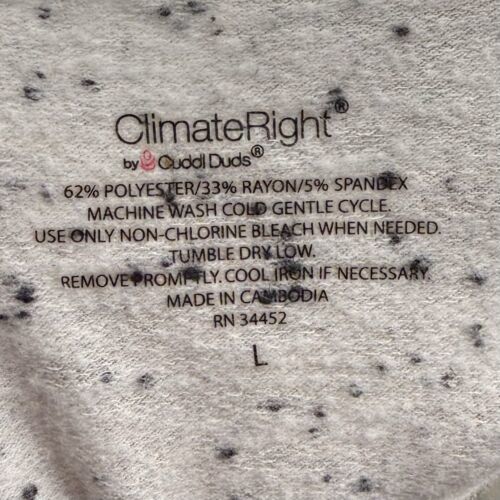 ClimateRight®
by Cuddl Duds®
62% POLYESTER/33% RAYON/5% SPANDEX
MACHINE WASH COLD GENTLE CYCLE.
USE ONLY NON-CHLORINE BLEACH WHEN NEEDED.
TUMBLE DRY LOW.
REMOVE PROMPTLY. COOL IRON IF NECESSARY.
MADE IN CAMBODIA
RN 34452
L